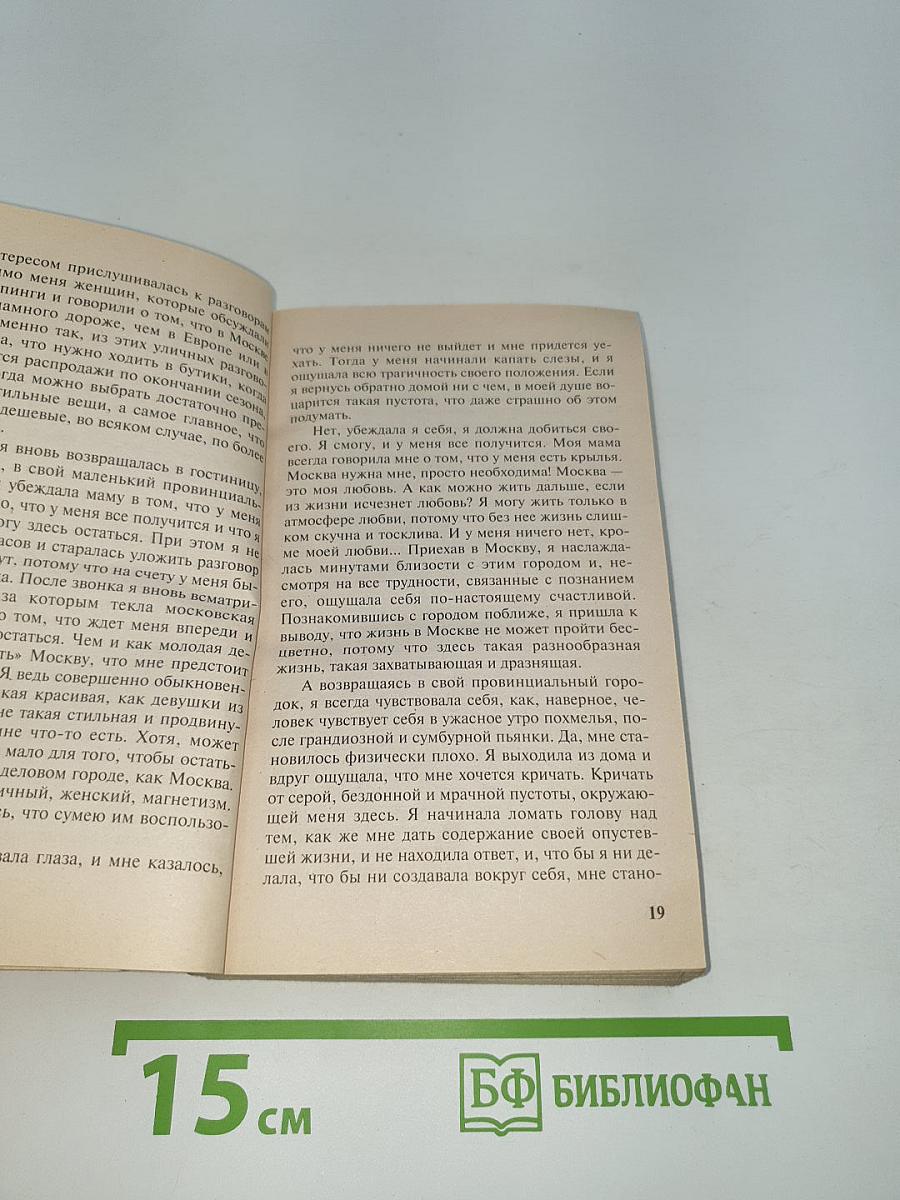 тересом прислушивалась к разговорам
имо меня женщин, которые обсуждали
пинги и говорили о том, что в Москве
намного дороже, чем в Европе или в
менно так, из этих уличных разгово-
а, что нужно ходить в бутики, когда
тся распродажи по окончании сезона,
огда можно выбрать достаточно пре-
тильные вещи, а самое главное, что
дешевые, во всяком случае, по более
я вновь возвращалась в гостиницу,
, в свой маленький провинциаль-
убеждала маму в том, что у меня
о, что у меня все получится и что я
огу здесь остаться. При этом я не
асов и старалась уложить разговор
ут, потому что на счету у меня бы-
а. После звонка я вновь всматри-
за которым текла московская
о том, что ждет меня впереди и
остаться. Чем и как молодая де-
ть» Москву, что мне предстоит
Я ведь совершенно обыкновен-
кая красивая, как девушки из
не такая стильная и продвину-
мне что-то есть. Хотя, может
мало для того, чтобы остать-
деловом городе, как Москва.
ичный, женский, магнетизм.
сь, что сумею им воспользо-
вала глаза, и мне казалось,
что у меня ничего не выйдет и мне придется уе-
хать. Тогда у меня начинали капать слезы, и я
ощущала всю трагичность своего положения. Если
я вернусь обратно домой ни с чем, в моей душе во-
царится такая пустота, что даже страшно об этом
подумать.
Нет, убеждала я себя, я должна добиться сво-
его. Я смогу, и у меня все получится. Моя мама
всегда говорила мне о том, что у меня есть крылья.
Москва нужна мне, просто необходима! Москва —
это моя любовь. А как можно жить дальше, если
из жизни исчезнет любовь? Я могу жить только в
атмосфере любви, потому что без нее жизнь слиш-
ком скучна и тосклива. И у меня ничего нет, кро-
ме моей любви... Приехав в Москву, я наслажда-
лась минутами близости с этим городом и, не-
смотря на все трудности, связанные с познанием
его, ощущала себя по-настоящему счастливой.
Познакомившись с городом поближе, я пришла к
выводу, что жизнь в Москве не может пройти бес-
цветно, потому что здесь такая разнообразная
жизнь, такая захватывающая и дразнящая.
А возвращаясь в свой провинциальный горо-
док, я всегда чувствовала себя, как, наверное, че-
ловек чувствует себя в ужасное утро похмелья, по-
сле грандиозной и сумбурной пьянки. Да, мне ста-
новилось физически плохо. Я выходила из дома и
вдруг ощущала, что мне хочется кричать. Кричать
от серой, бездонной и мрачной пустоты, окружаю-
щей меня здесь. Я начинала ломать голову над
тем, как же мне дать содержание своей опустев-
шей жизни, и не находила ответ, и, что бы я ни де-
лала, что бы ни создавала вокруг себя, мне стано-
19
15 см
БФ БИБЛИОФАН